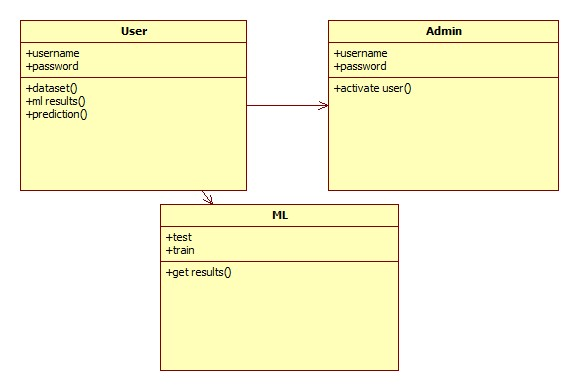 User
+username
+password
+dataset()
+ml results()
+prediction()
Admin
+username
+password
+activate user()
ML
+test
+train
+get results()